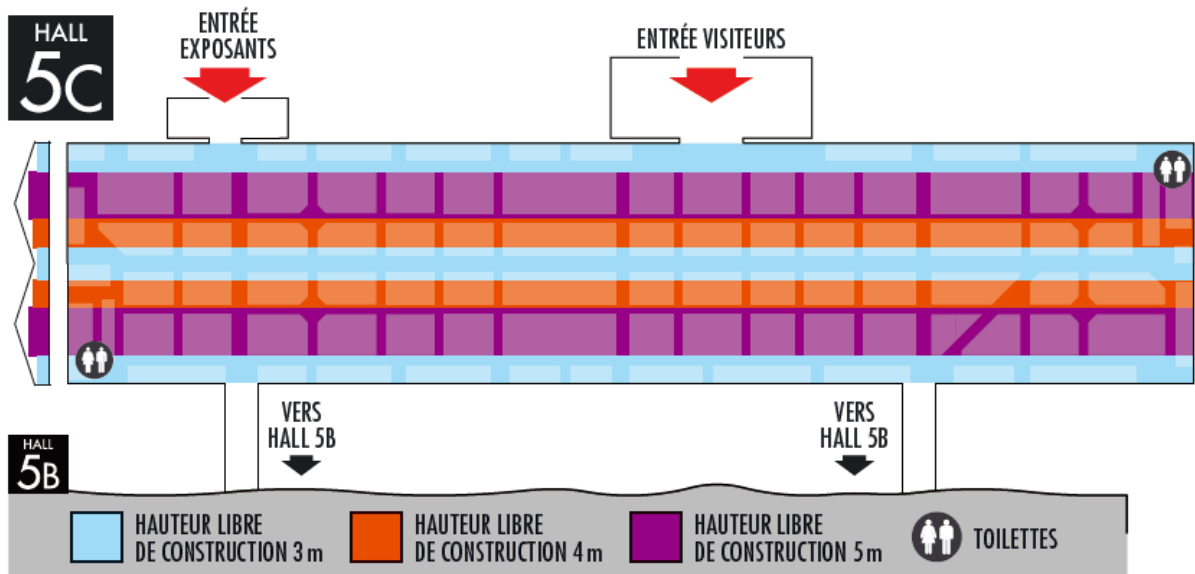 HALL
5C
ENTRÉE
EXPOSANTS
ENTRÉE VISITEURS
VERS
HALL 5B
VERS
HALL 5B
HALL
5B
HAUTEUR LIBRE
DE CONSTRUCTION 3 m
HAUTEUR LIBRE
DE CONSTRUCTION 4 m
HAUTEUR LIBRE
DE CONSTRUCTION 5 m
TOILETTES